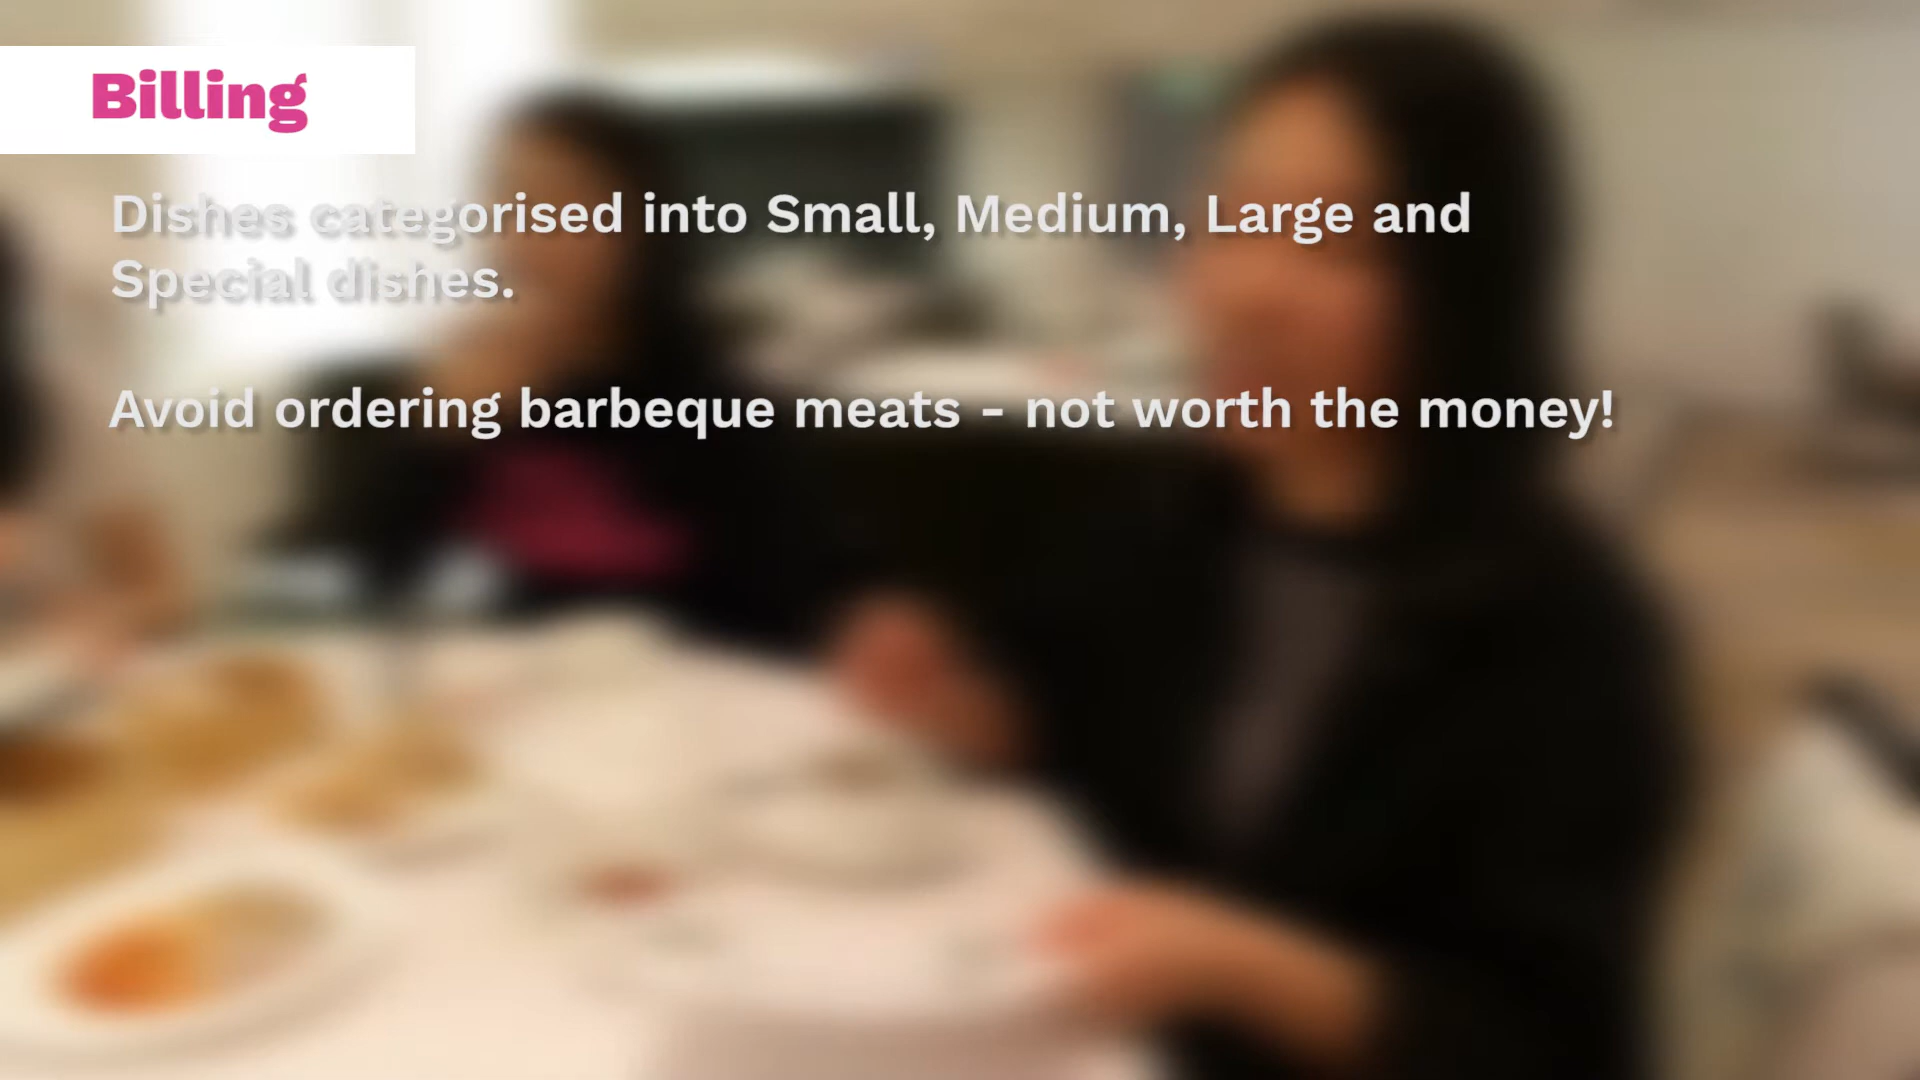 Billing
Dishes categorised into Small, Medium, Large and
Special dishes.
Avoid ordering barbeque meats - not worth the money!